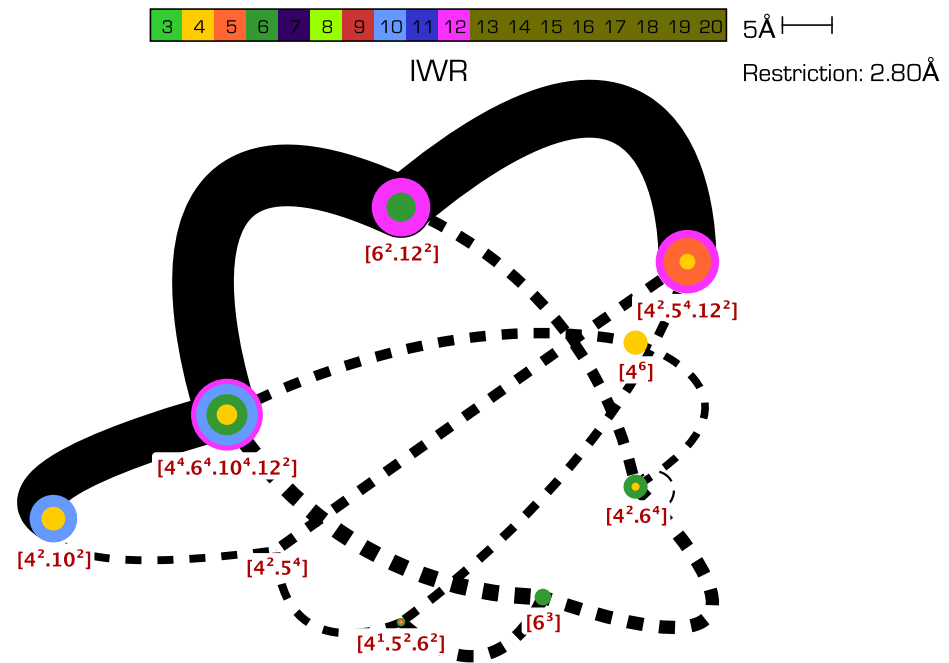 3 4 5 6 7 8 9 10 11 12 13 14 15 16 17 18 19 20
5Å
IWR
Restriction: 2.80Å
[6².12²]
[4².5⁴.12²]
[4⁶]
[4⁴.6⁴.10⁴.12²]
[4².6⁴]
[4².10²]
[4².5⁴]
[6³]
[4¹.5².6²]